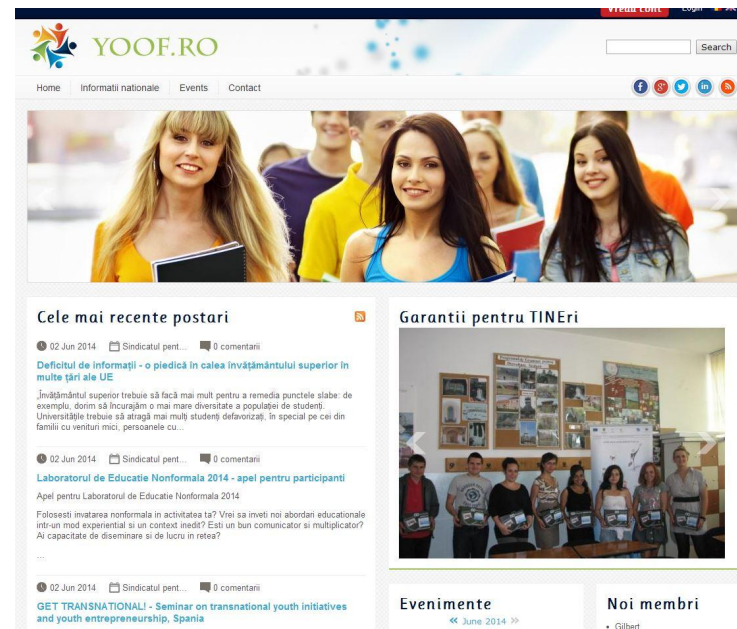 Vreau cont Login
YOOF.RO
Search
Home Informatii nationale Events Contact
Cele mai recente postari
02 Jun 2014 Sindicatul pent... 0 comentarii
Deficitul de informații - o piedică în calea învățământului superior în
multe țări ale UE
„Învățământul superior trebuie să facă mai mult pentru a remedia punctele slabe: de
exemplu, dorim să încurajăm o mai mare diversitate a populației de studenți.
Universitățile trebuie să atragă mai mulți studenți defavorizați, în special pe cei din
familii cu venituri mici, persoanele cu...
02 Jun 2014 Sindicatul pent... 0 comentarii
Laboratorul de Educatie Nonformala 2014 - apel pentru participanti
Apel pentru Laboratorul de Educatie Nonformala 2014
Folosesti invatarea nonformala in activitatea ta? Vrei sa inveti noi abordari educationale
intr-un mod experiential si un context inedit? Esti un bun comunicator si multiplicator?
Ai capacitate de diseminare si de lucru in retea?
...
02 Jun 2014 Sindicatul pent... 0 comentarii
GET TRANSNATIONAL! - Seminar on transnational youth initiatives
and youth entrepreneurship, Spania
Garantii pentru TINEri
Evenimente
« June 2014 »
Noi membri
Gilbert